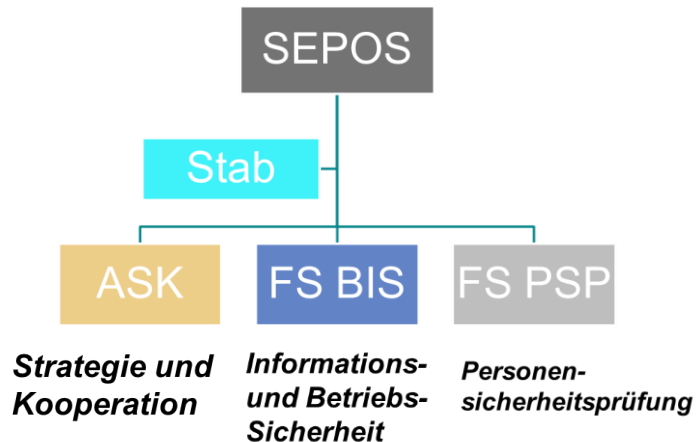 SEPOS
Stab
ASK
FS BIS
FS PSP
Strategie und
Kooperation
Informations-
und Betriebs-
Sicherheit
Personen-
sicherheitsprüfung